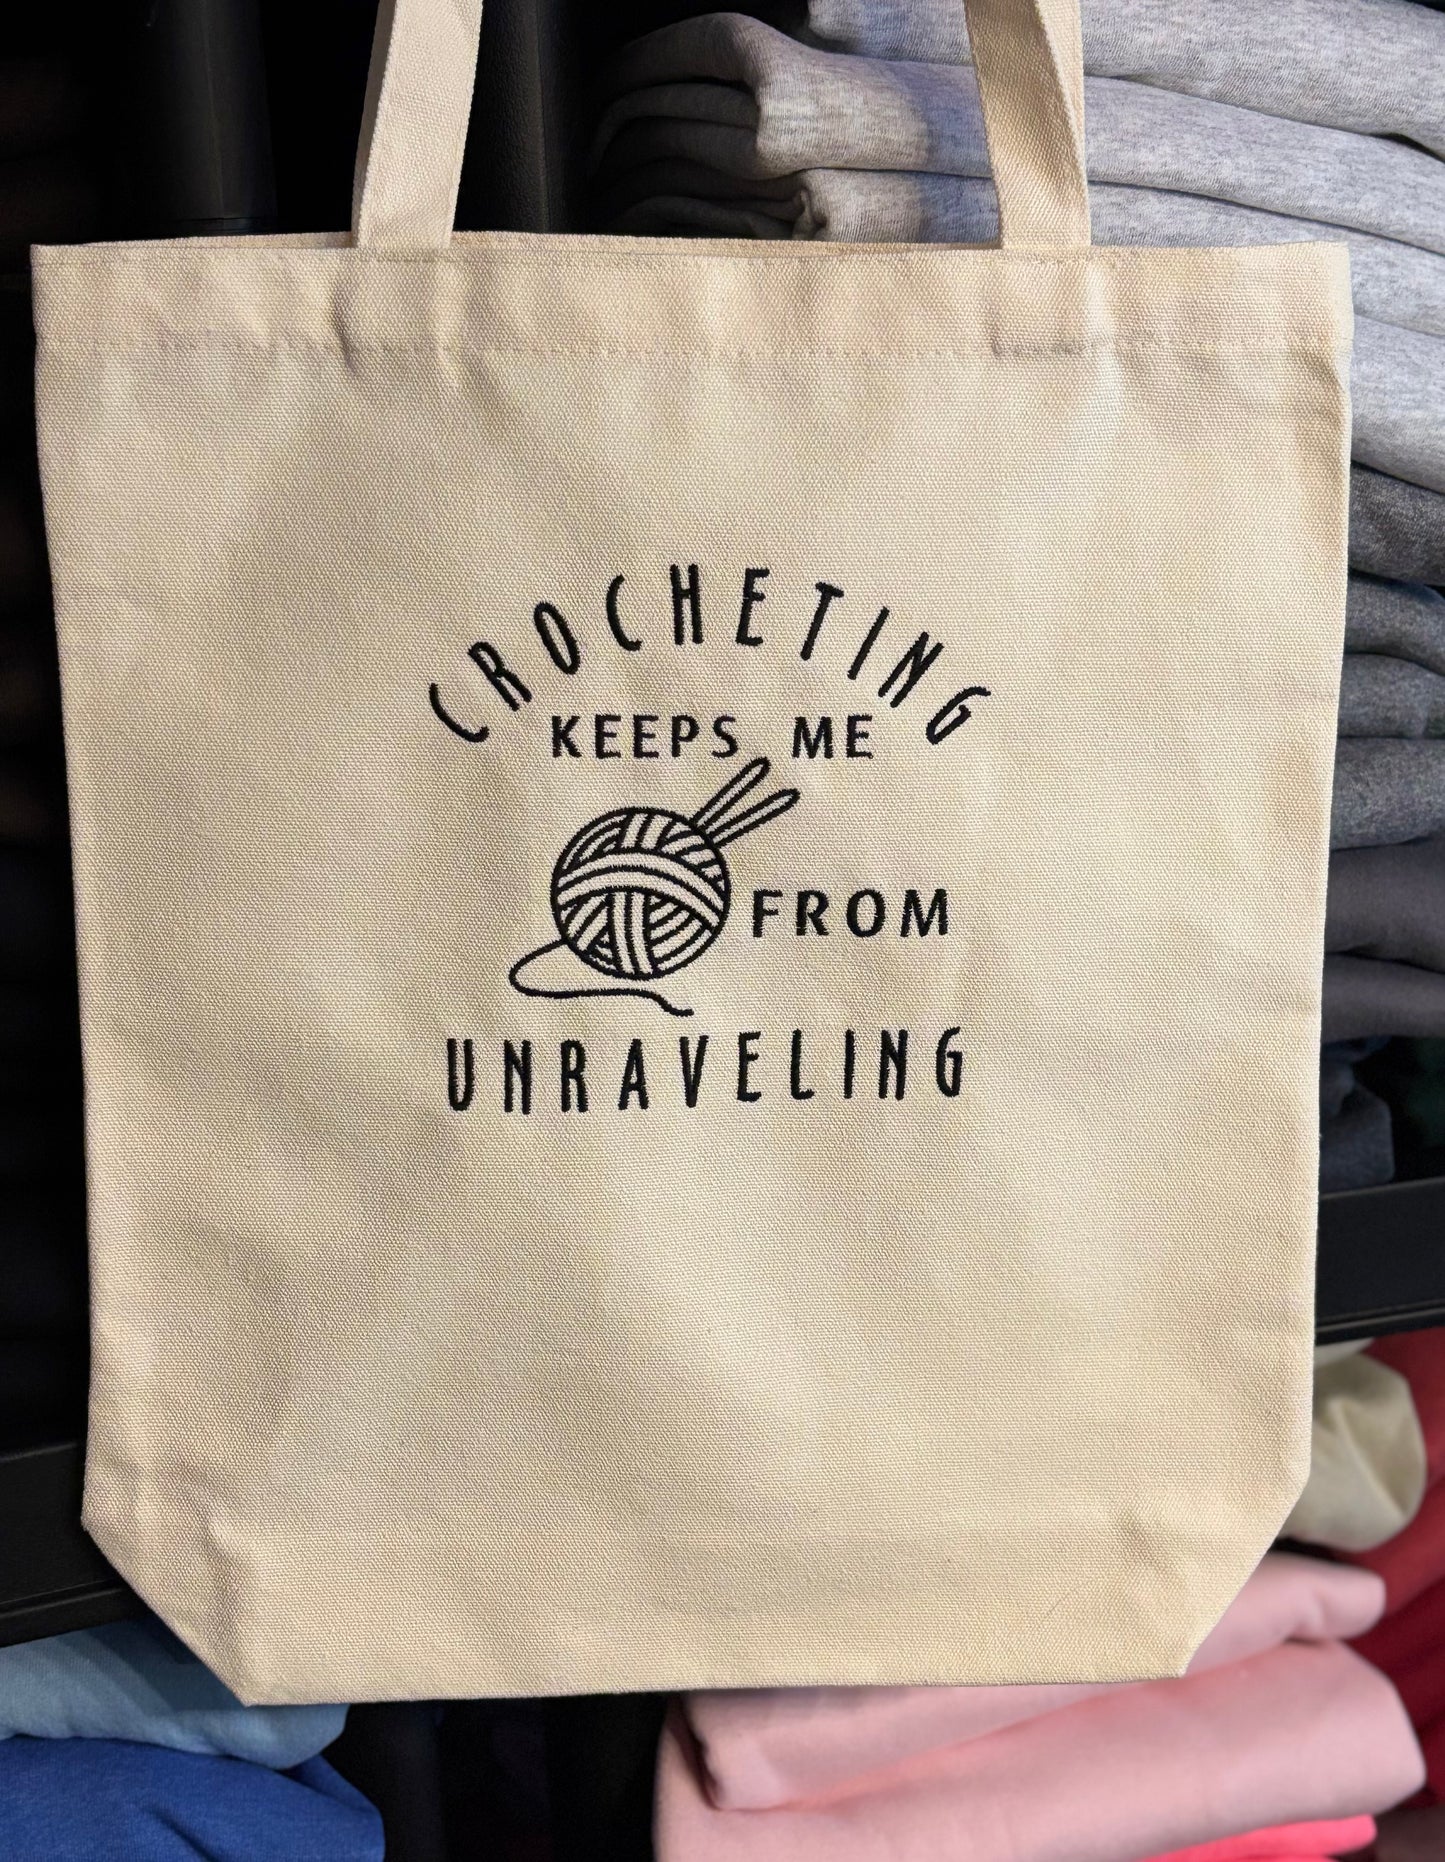 CROCHETING
KEEPS ME
FROM
UNRAVELING